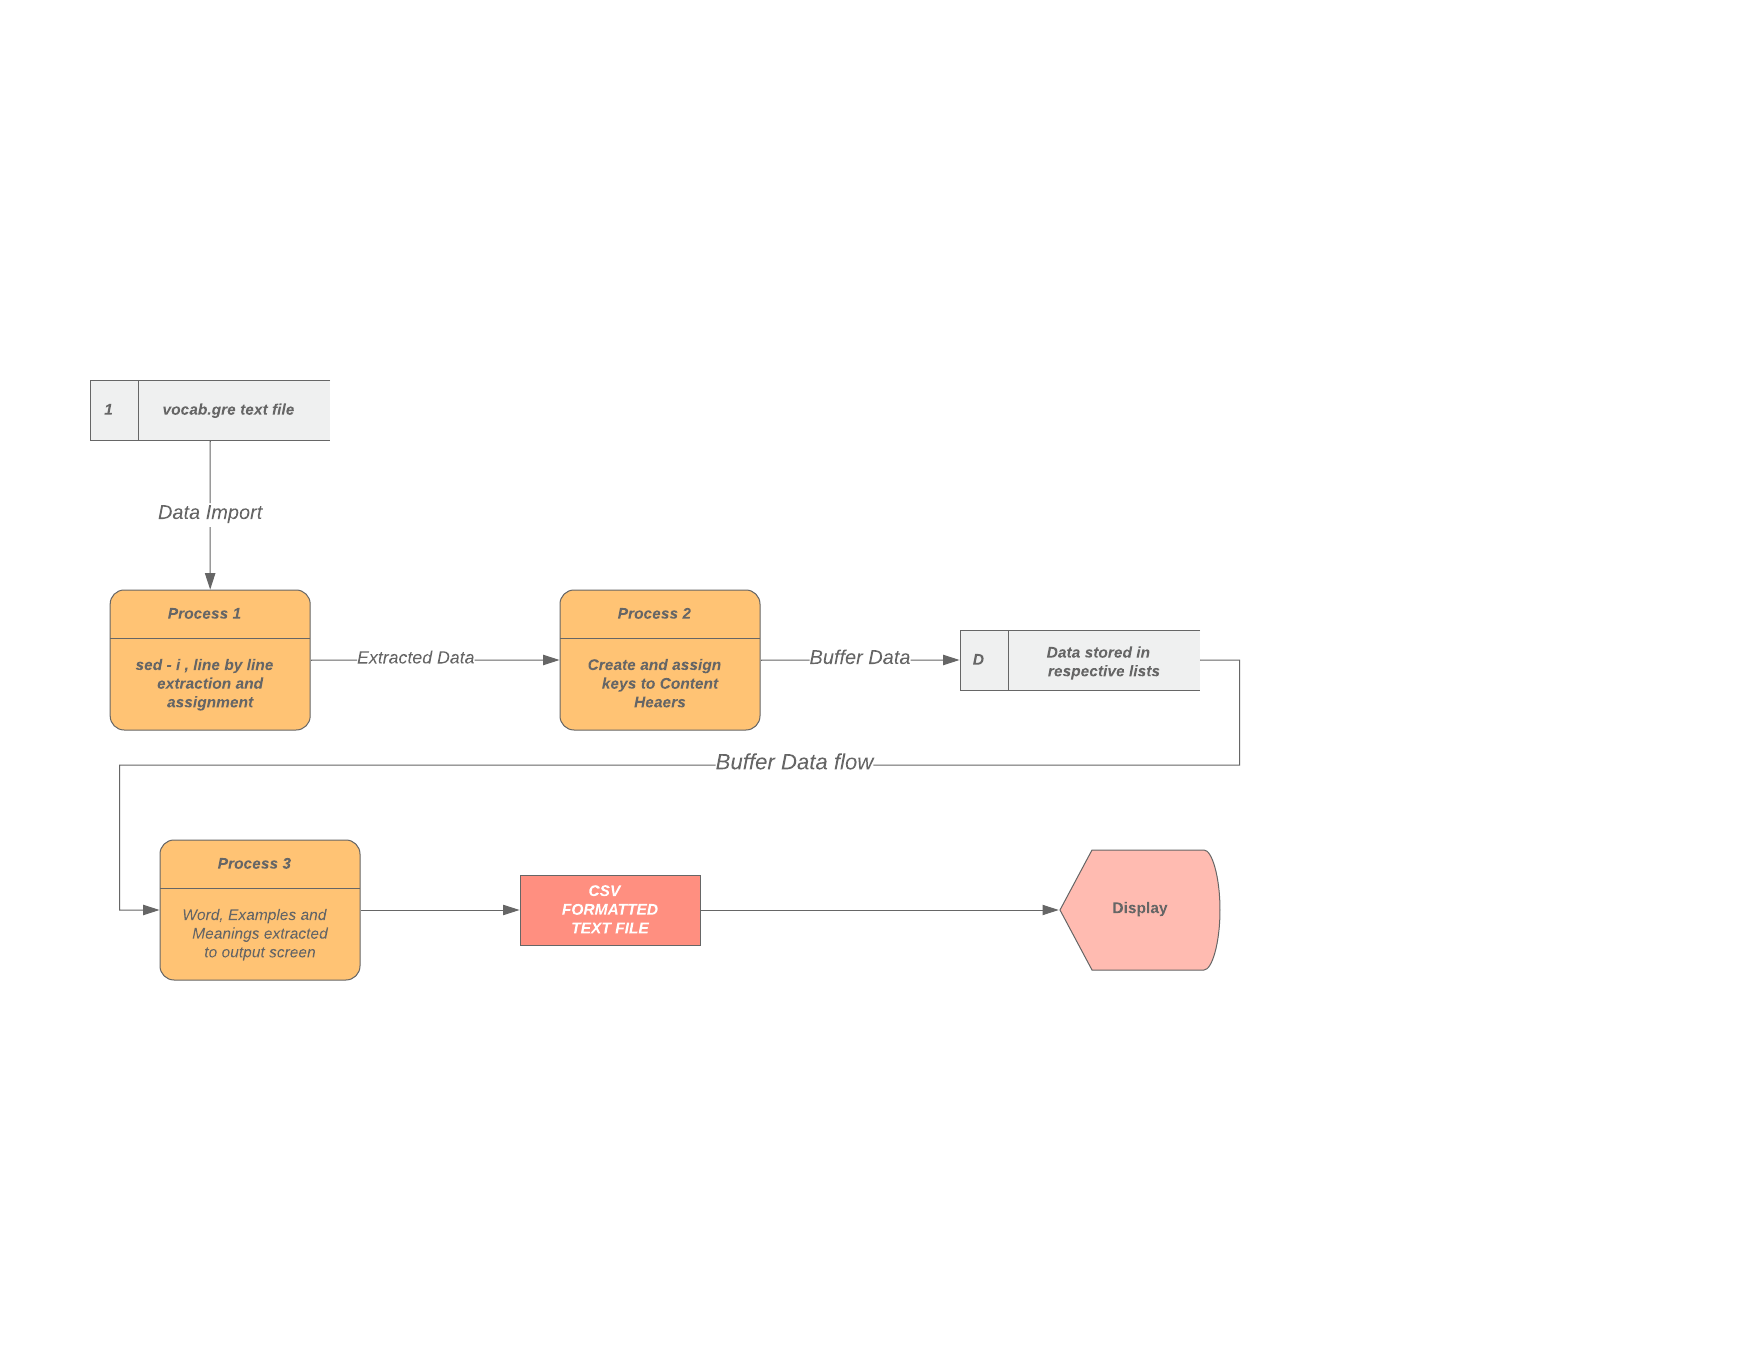 1
vocab.gre text file
Data Import
Process 1
sed - i , line by line
extraction and
assignment
Extracted Data
Process 2
Create and assign
keys to Content
Heaers
Buffer Data
D
Data stored in
respective lists
Buffer Data flow
Process 3
Word, Examples and
Meanings extracted
to output screen
CSV
FORMATTED
TEXT FILE
Display